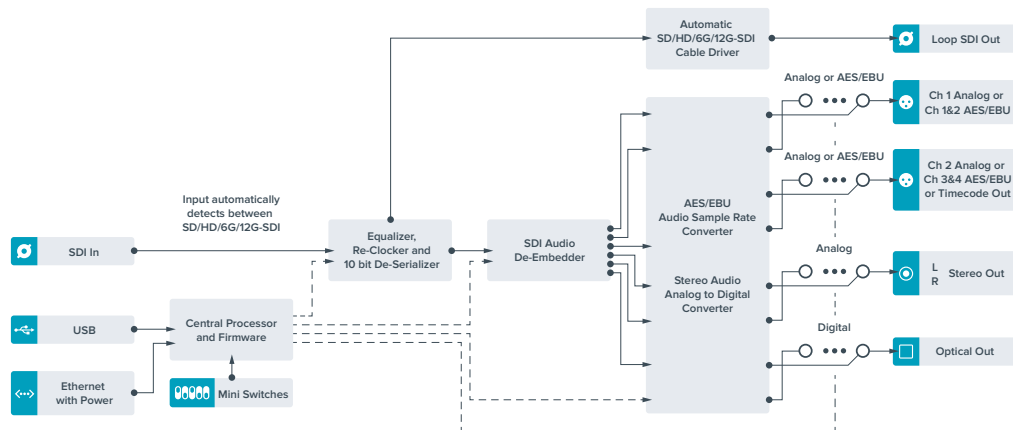 Automatic
SD/HD/6G/12G-SDI
Cable Driver
Loop SDI Out
Analog or AES/EBU
Ch 1 Analog or
Ch 1&2 AES/EBU
Analog or AES/EBU
Ch 2 Analog or
Ch 3&4 AES/EBU
or Timecode Out
Input automatically
detects between
SD/HD/6G/12G-SDI
AES/EBU
Audio Sample Rate
Converter
SDI In
Equalizer,
Re-Clocker and
10 bit De-Serializer
SDI Audio
De-Embedder
Analog
Stereo Audio
Analog to Digital
Converter
L
R
Stereo Out
USB
Central Processor
and Firmware
Digital
Optical Out
Ethernet
with Power
Mini Switches